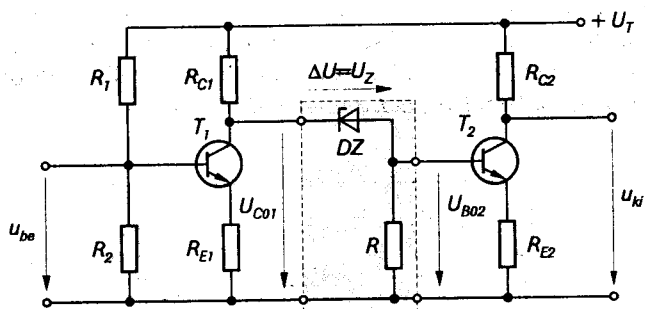 + U_T
R_1
R_C1
ΔU=U_Z
R_C2
T_1
DZ
T_2
u_be
R_2
R_E1
U_C01
R
U_B02
R_E2
u_ki